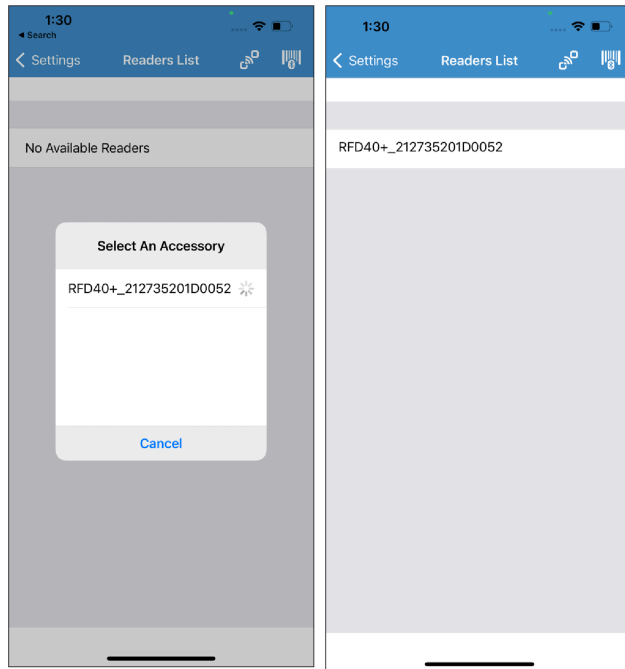 1:30
Search
Settings
Readers List
No Available Readers
Select An Accessory
RFD40+_212735201D0052
Cancel
1:30
Settings
Readers List
RFD40+_212735201D0052